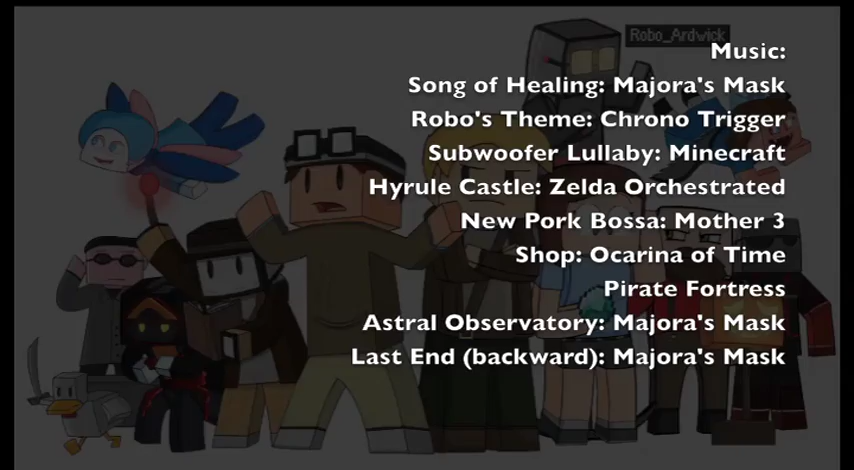 Robo_Ardwick
Music:
Song of Healing: Majora's Mask
Robo's Theme: Chrono Trigger
Subwoofer Lullaby: Minecraft
Hyrule Castle: Zelda Orchestrated
New Pork Bossa: Mother 3
Shop: Ocarina of Time
Pirate Fortress
Astral Observatory: Majora's Mask
Last End (backward): Majora's Mask